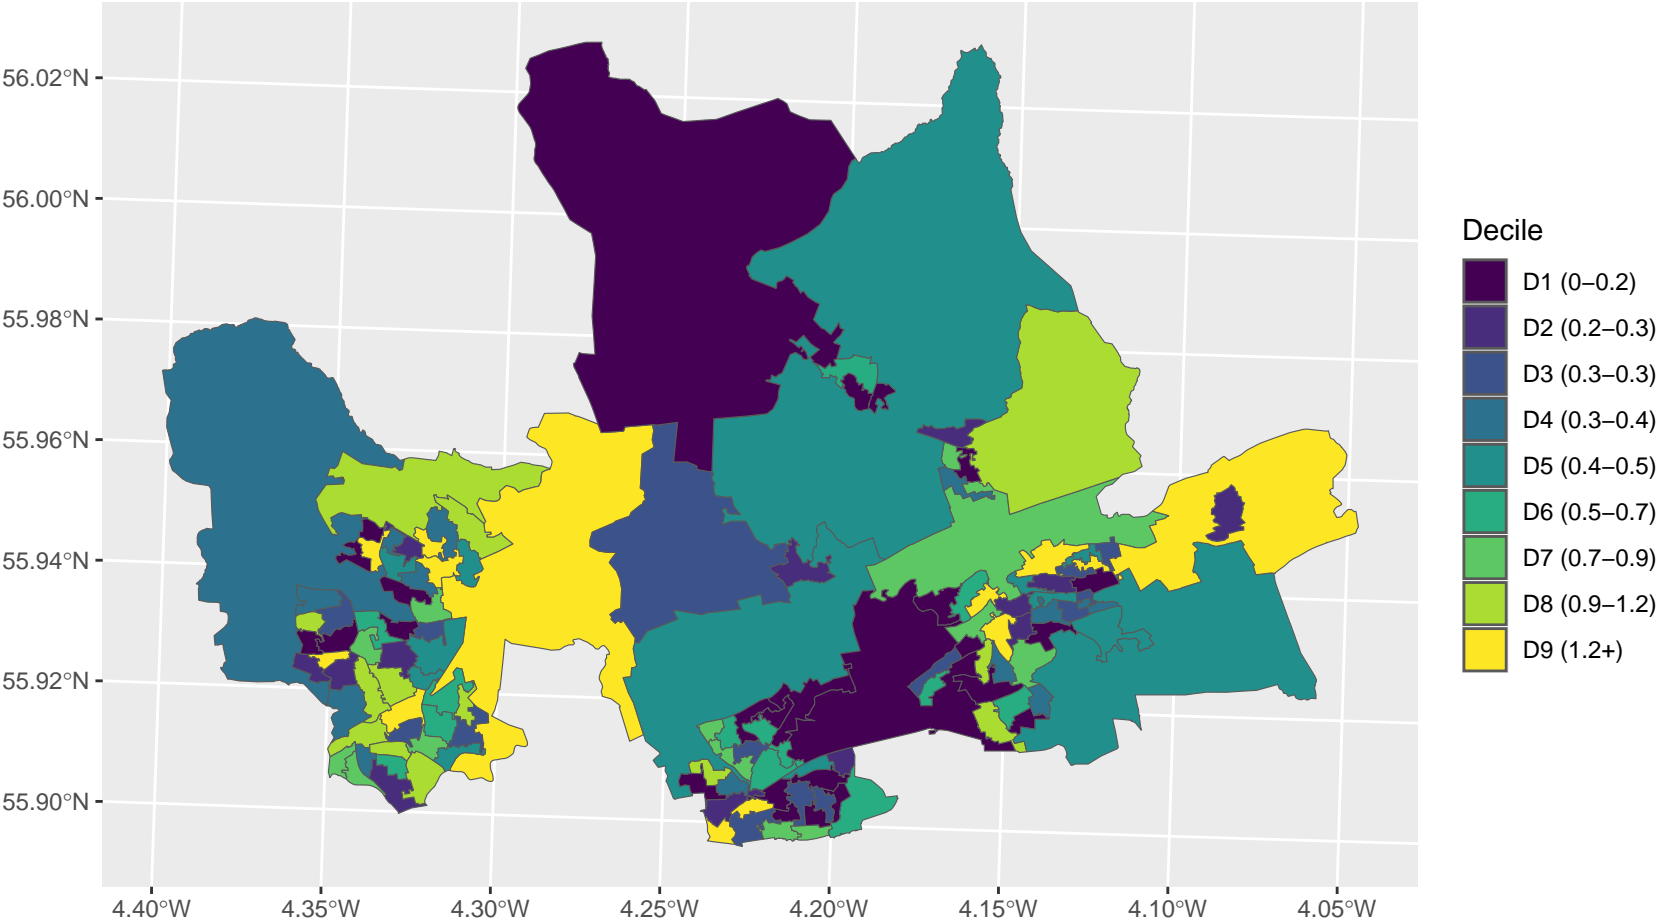 56.02°N
56.00°N
55.98°N
55.96°N
55.94°N
55.92°N
55.90°N
4.40°W 4.35°W 4.30°W 4.25°W 4.20°W 4.15°W 4.10°W 4.05°W
Decile
D1 (0−0.2)
D2 (0.2−0.3)
D3 (0.3−0.3)
D4 (0.3−0.4)
D5 (0.4−0.5)
D6 (0.5−0.7)
D7 (0.7−0.9)
D8 (0.9−1.2)
D9 (1.2+)